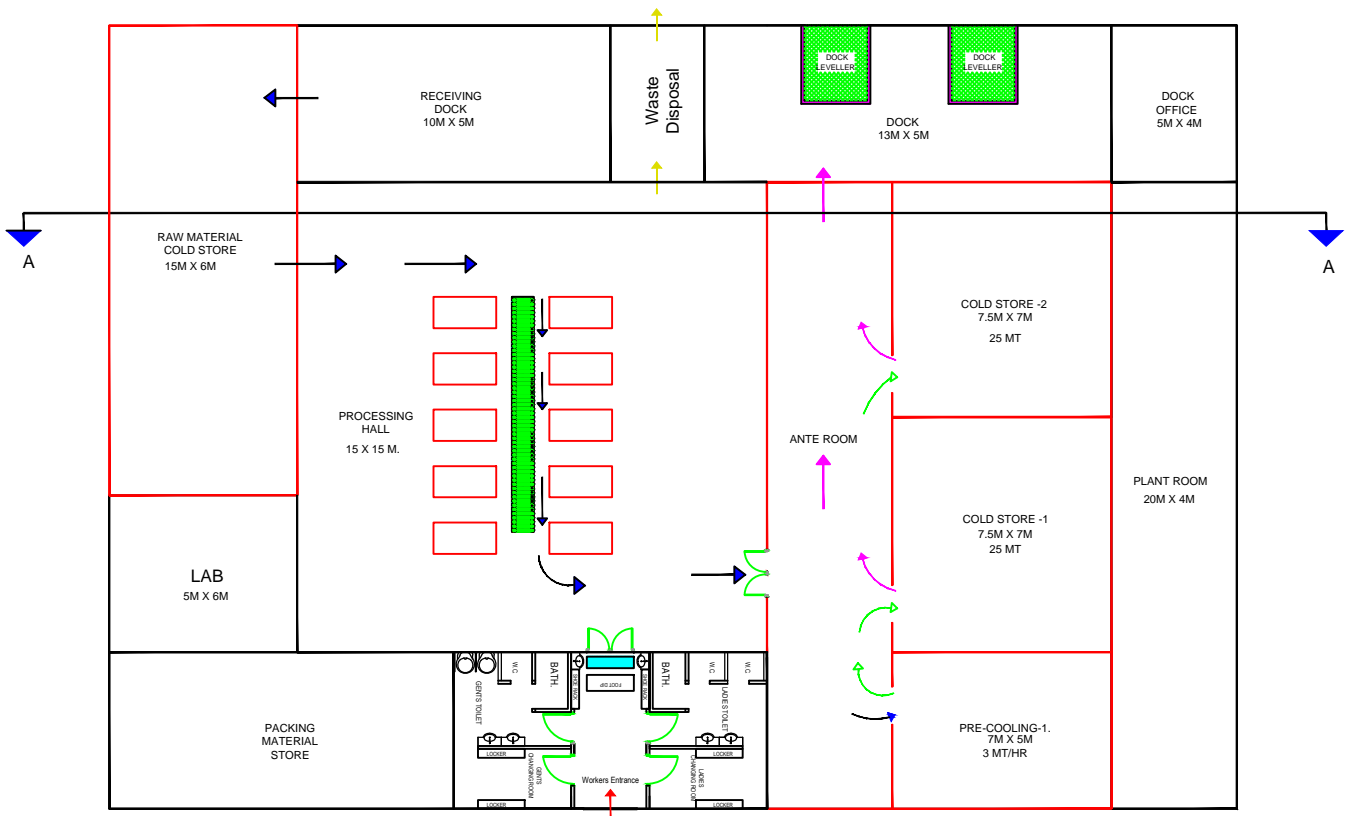 DOCK
LEVELLER
DOCK
LEVELLER
RECEIVING
DOCK
10M X 5M
Waste
Disposal
DOCK
13M X 5M
DOCK
OFFICE
5M X 4M
RAW MATERIAL
COLD STORE
15M X 6M
A
A
COLD STORE -2
7.5M X 7M
25 MT
PROCESSING
HALL
15 X 15 M.
ANTE ROOM
PLANT ROOM
20M X 4M
COLD STORE -1
7.5M X 7M
25 MT
LAB
5M X 6M
W.C
BATH.
SHOE RACK
FOOT DIP
SHOE RACK
BATH.
W.C
W.C
GENTS TOILET
LADIES TOILET
PACKING
MATERIAL
STORE
PRE-COOLING-1.
7M X 5M
3 MT/HR
LOCKER
LOCKER
GENTS
CHANGING ROOM
Workers Entrance
LADIES
CHANGING ROOM
LOCKER
LOCKER